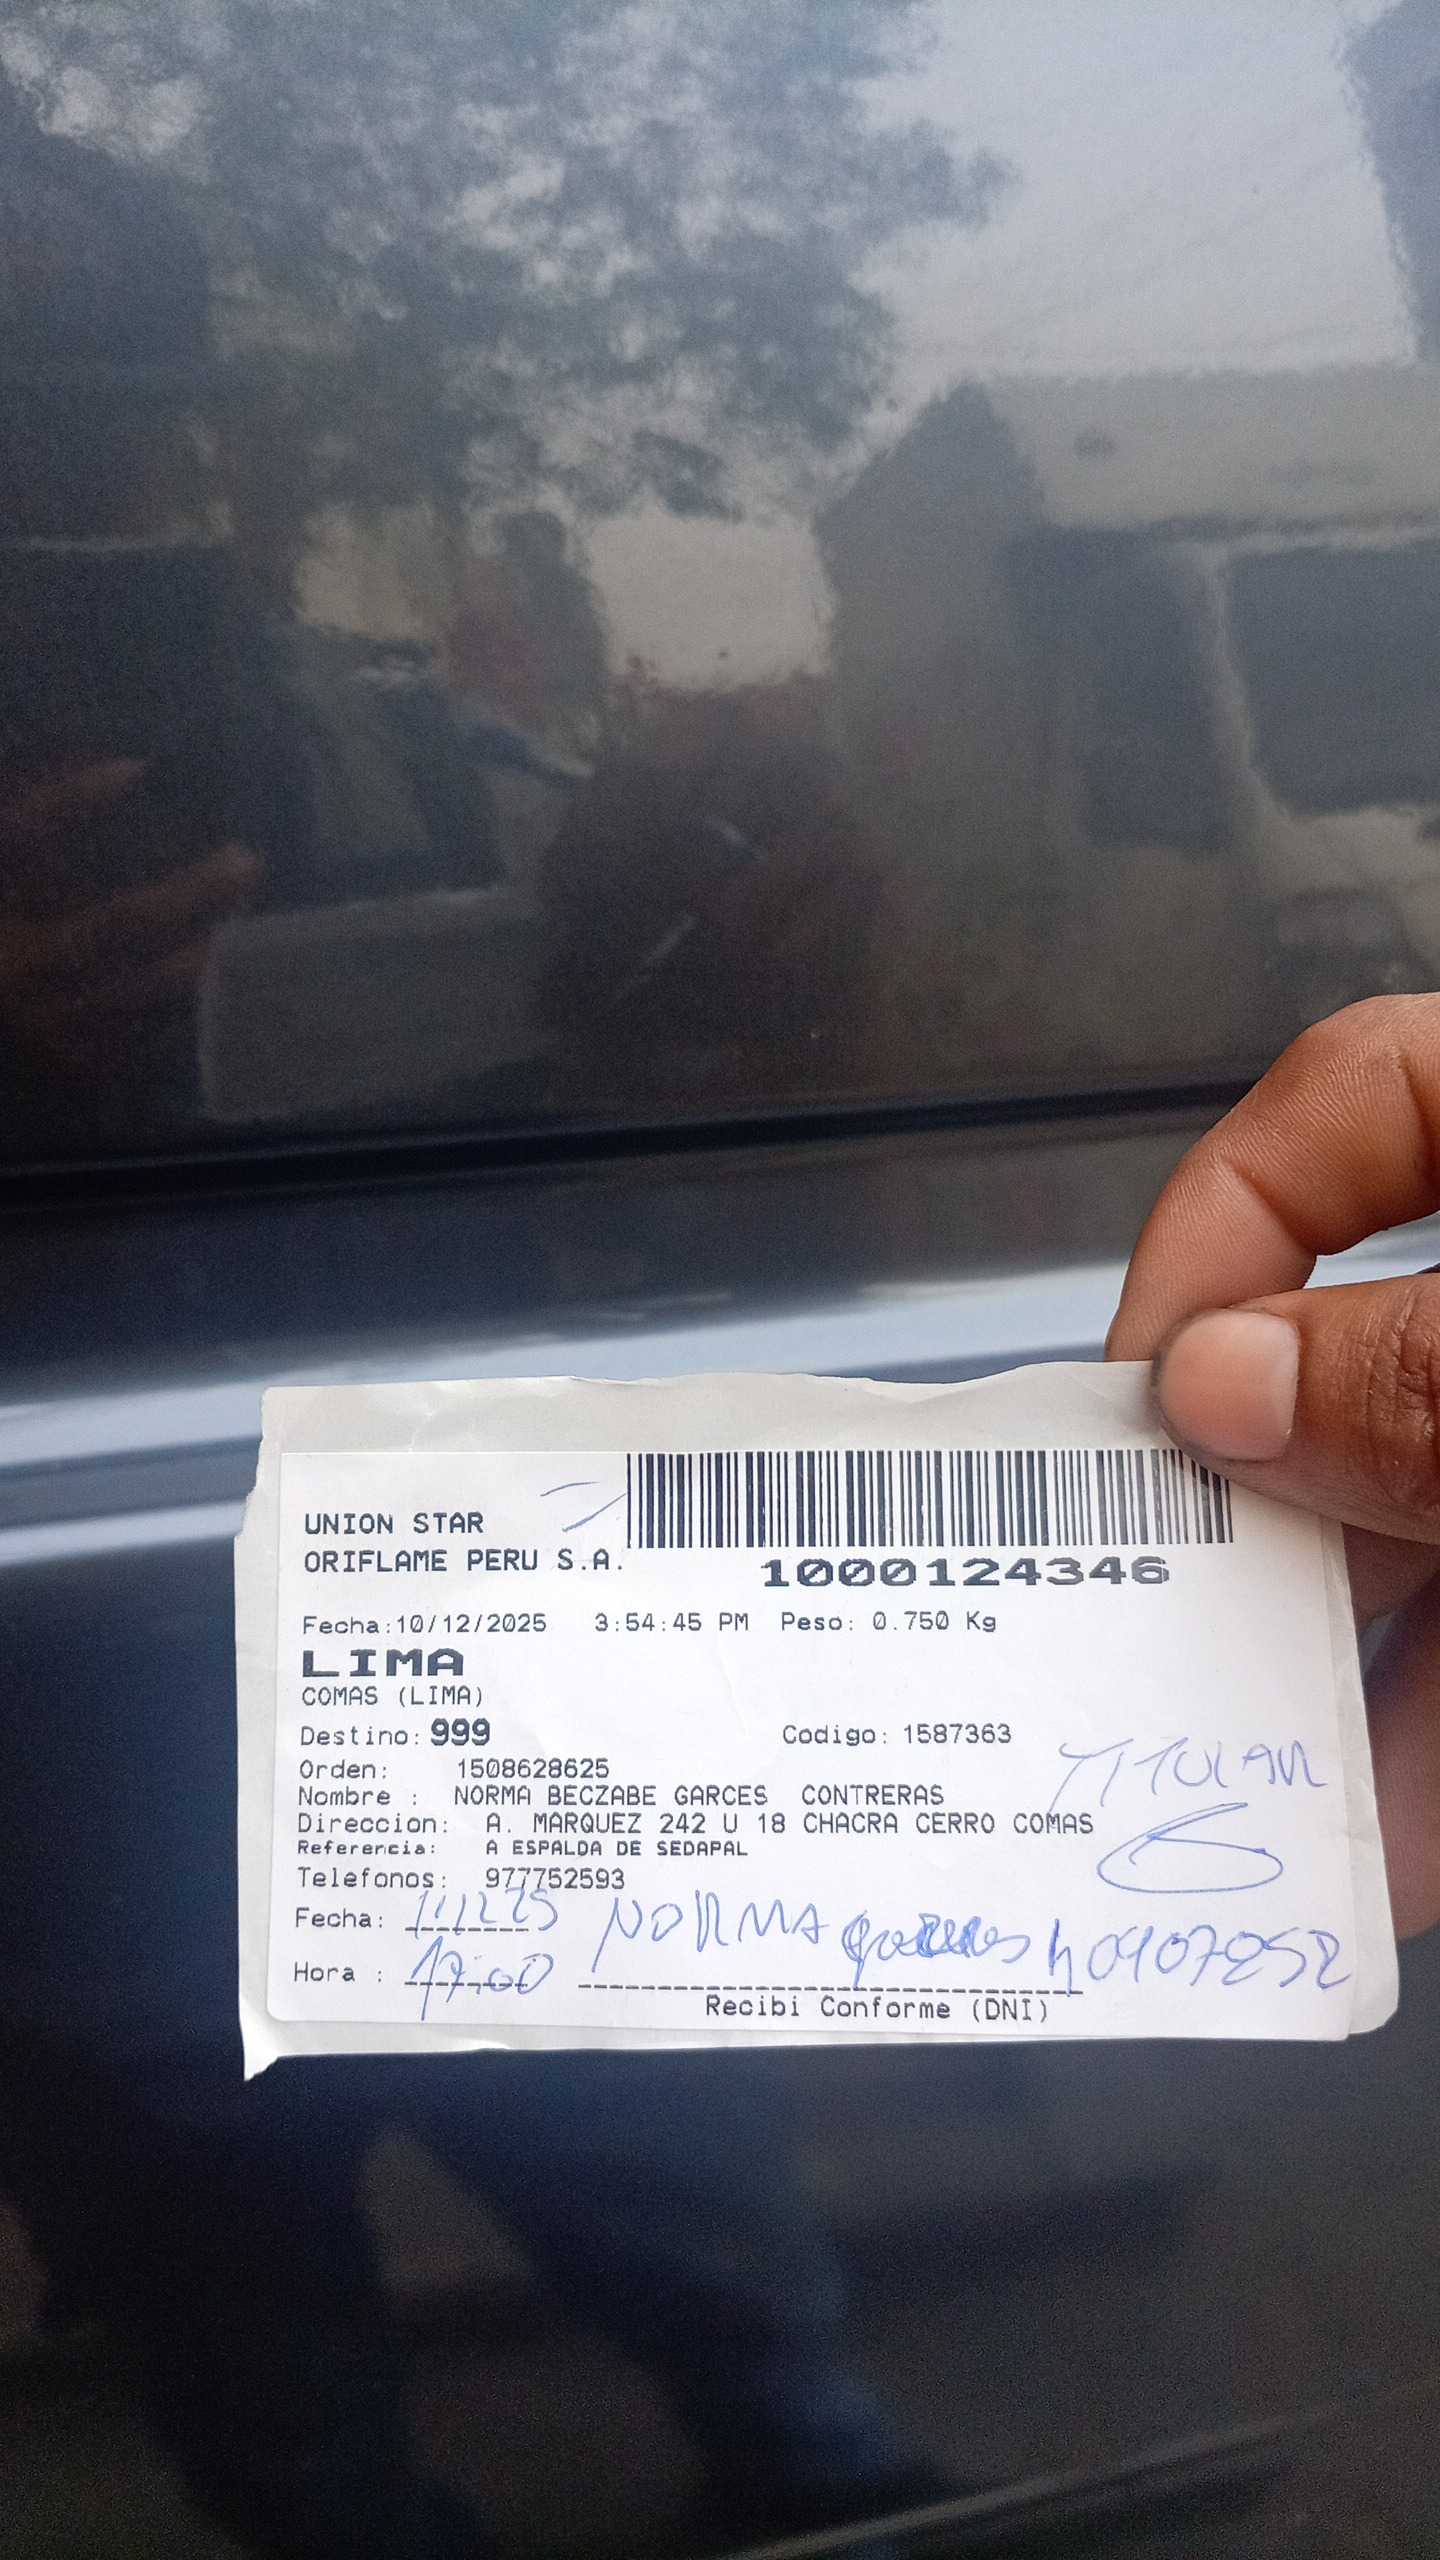 UNION STAR
ORIFLAME PERU S.A.
1000124346
Fecha:10/12/2025 3:54:45 PM Peso: 0.750 Kg
LIMA
COMAS (LIMA)
Destino: 999 Codigo: 1587363
Orden: 1508628625
TITULAR
Nombre : NORMA BECZABE GARCES CONTRERAS
Direccion: A. MARQUEZ 242 U 18 CHACRA CERRO COMAS
Referencia: A ESPALDA DE SEDAPAL
Telefonos: 977752593
Fecha: 11/12/25 NORMA
Hora : 17:00
Recibi Conforme (DNI)